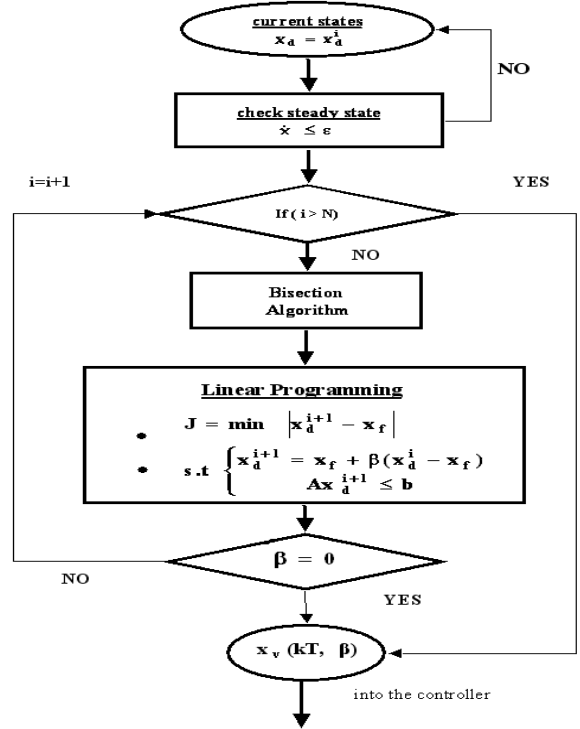 current states
x_d = x_d^i
NO
check steady state
ẋ ≤ ε
i=i+1
YES
If ( i > N)
NO
Bisection
Algorithm
Linear Programming
• J = min |x_d^{i+1} − x_f|
• s.t { x_d^{i+1} = x_f + β(x_d^i − x_f)
Ax_d^{i+1} ≤ b
β = 0
NO
YES
x_v (kT, β)
into the controller